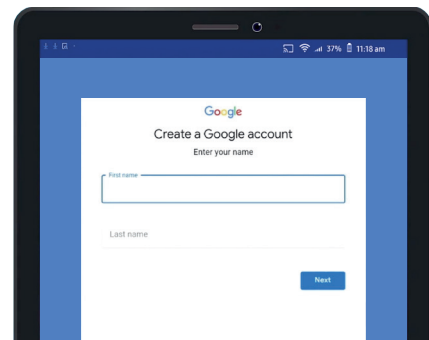 37% 11:18 am
Google
Create a Google account
Enter your name
First name
Last name
Next